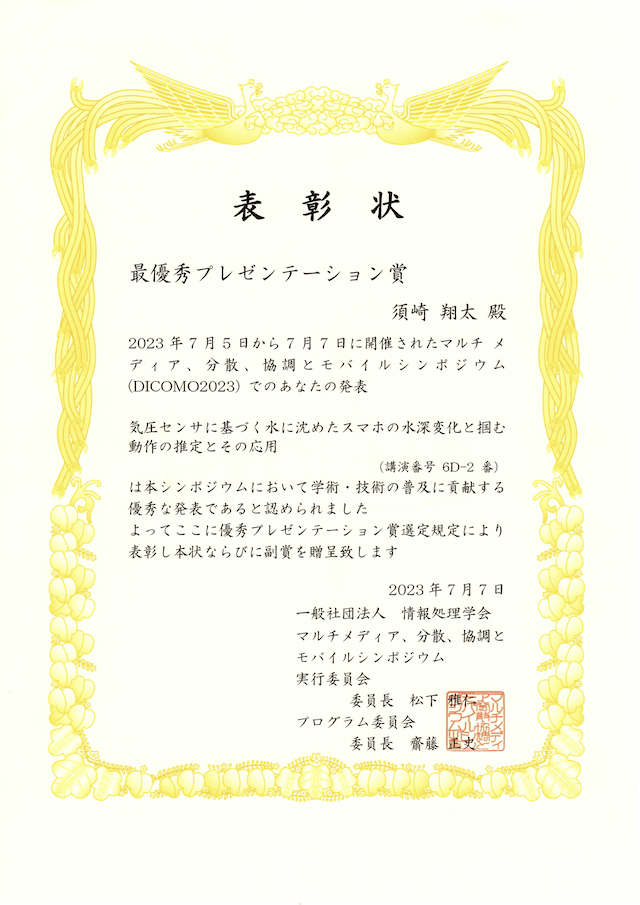 表 彰 状
最優秀プレゼンテーション賞
須崎 翔太 殿
2023 年 7 月 5 日から 7 月 7 日に開催されたマルチ メ
ディア、分散、協調とモバイルシンポジウム
(DICOMO2023) でのあなたの発表
気圧センサに基づく水に沈めたスマホの水深変化と掴む
動作の推定とその応用
（講演番号 6D-2 番）
は本シンポジウムにおいて学術・技術の普及に貢献する
優秀な発表であると認められました
よってここに優秀プレゼンテーション賞選定規定により
表彰し本状ならびに副賞を贈呈致します
2023 年 7 月 7 日
一般社団法人 情報処理学会
マルチメディア、分散、協調と
モバイルシンポジウム
実行委員会
委員長 松下 雅仁
プログラム委員会
委員長 齋藤 正史